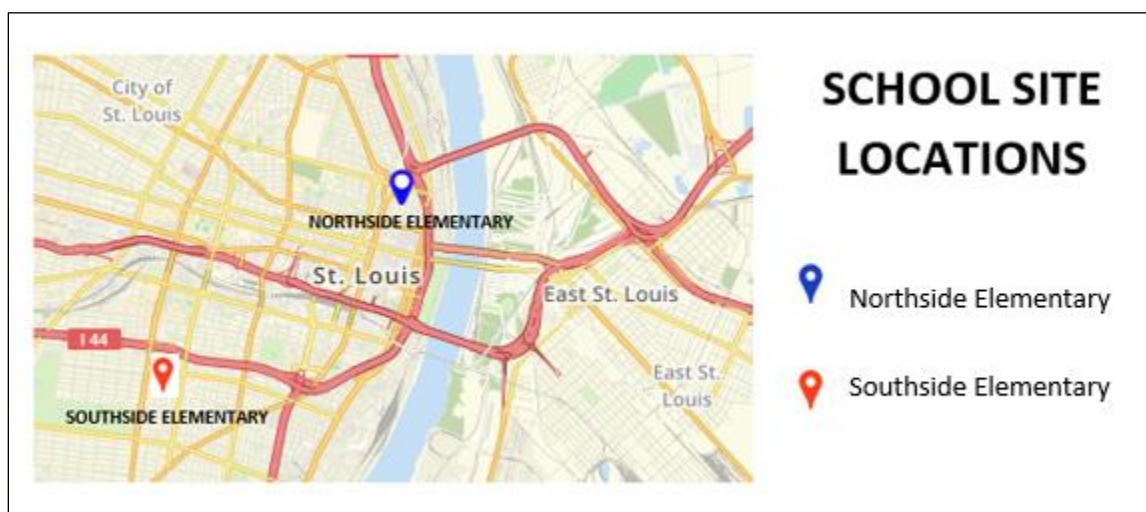 City of
St. Louis
NORTHSIDE ELEMENTARY
St. Louis
East St. Louis
I 44
East St.
Louis
SOUTHSIDE ELEMENTARY
SCHOOL SITE
LOCATIONS
Northside Elementary
Southside Elementary